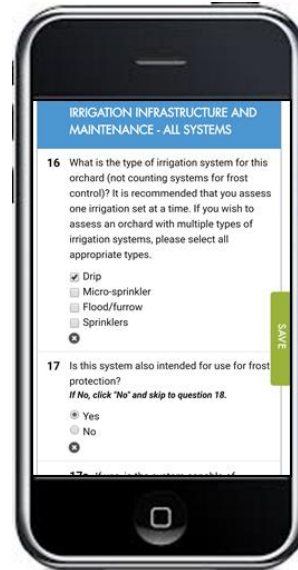 IRRIGATION INFRASTRUCTURE AND
MAINTENANCE - ALL SYSTEMS
16 What is the type of irrigation system for this
orchard (not counting systems for frost
control)? It is recommended that you assess
one irrigation set at a time. If you wish to
assess an orchard with multiple types of
irrigation systems, please select all
appropriate types.
Drip
Micro-sprinkler
Flood/furrow
Sprinklers
SAVE
17 Is this system also intended for use for frost
protection?
If No, click "No" and skip to question 18.
Yes
No